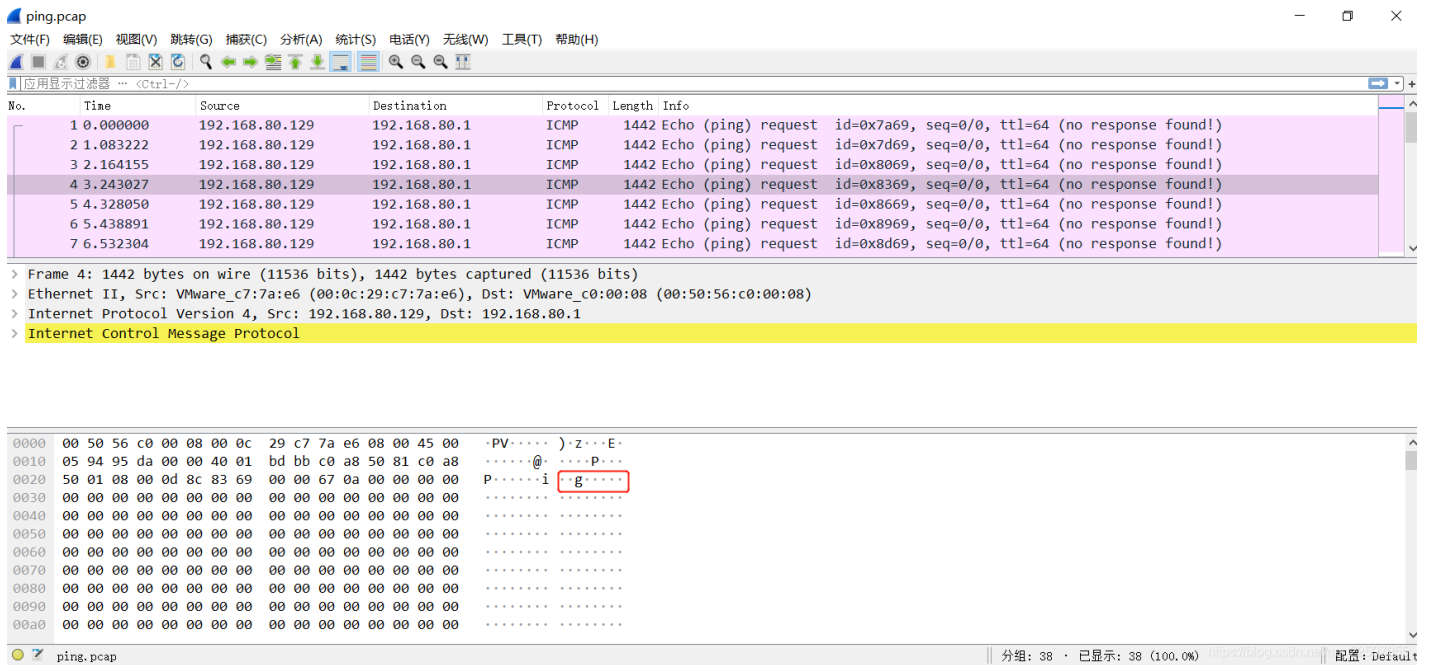 ping.pcap
文件(F) 编辑(E) 视图(V) 跳转(G) 捕获(C) 分析(A) 统计(S) 电话(Y) 无线(W) 工具(T) 帮助(H)
应用显示过滤器 … <Ctrl-/>
No. Time Source Destination Protocol Length Info
1 0.000000 192.168.80.129 192.168.80.1 ICMP 1442 Echo (ping) request id=0x7a69, seq=0/0, ttl=64 (no response found!)
2 1.083222 192.168.80.129 192.168.80.1 ICMP 1442 Echo (ping) request id=0x7d69, seq=0/0, ttl=64 (no response found!)
3 2.164155 192.168.80.129 192.168.80.1 ICMP 1442 Echo (ping) request id=0x8069, seq=0/0, ttl=64 (no response found!)
4 3.243027 192.168.80.129 192.168.80.1 ICMP 1442 Echo (ping) request id=0x8369, seq=0/0, ttl=64 (no response found!)
5 4.328050 192.168.80.129 192.168.80.1 ICMP 1442 Echo (ping) request id=0x8669, seq=0/0, ttl=64 (no response found!)
6 5.438891 192.168.80.129 192.168.80.1 ICMP 1442 Echo (ping) request id=0x8969, seq=0/0, ttl=64 (no response found!)
7 6.532304 192.168.80.129 192.168.80.1 ICMP 1442 Echo (ping) request id=0x8d69, seq=0/0, ttl=64 (no response found!)
Frame 4: 1442 bytes on wire (11536 bits), 1442 bytes captured (11536 bits)
Ethernet II, Src: VMware_c7:7a:e6 (00:0c:29:c7:7a:e6), Dst: VMware_c0:00:08 (00:50:56:c0:00:08)
Internet Protocol Version 4, Src: 192.168.80.129, Dst: 192.168.80.1
Internet Control Message Protocol
0000 00 50 56 c0 00 08 00 0c 29 c7 7a e6 08 00 45 00 ·PV····· )·z···E·
0010 05 94 95 da 00 00 40 01 bd bb c0 a8 50 81 c0 a8 ······@· ····P···
0020 50 01 08 00 0d 8c 83 69 00 00 67 0a 00 00 00 00 P······i ··g·····
0030 00 00 00 00 00 00 00 00 00 00 00 00 00 00 00 00 ········ ········
0040 00 00 00 00 00 00 00 00 00 00 00 00 00 00 00 00 ········ ········
0050 00 00 00 00 00 00 00 00 00 00 00 00 00 00 00 00 ········ ········
0060 00 00 00 00 00 00 00 00 00 00 00 00 00 00 00 00 ········ ········
0070 00 00 00 00 00 00 00 00 00 00 00 00 00 00 00 00 ········ ········
0080 00 00 00 00 00 00 00 00 00 00 00 00 00 00 00 00 ········ ········
0090 00 00 00 00 00 00 00 00 00 00 00 00 00 00 00 00 ········ ········
00a0 00 00 00 00 00 00 00 00 00 00 00 00 00 00 00 00 ········ ········
ping.pcap 分组: 38 · 已显示: 38 (100.0%) 配置: Default